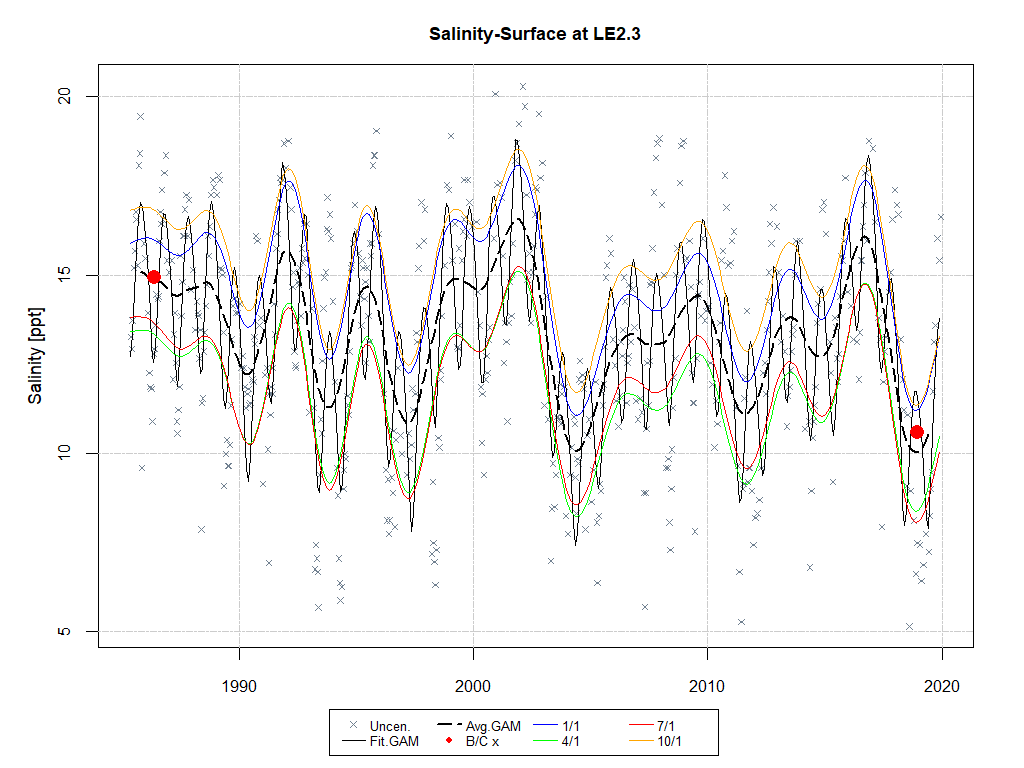 Salinity-Surface at LE2.3
Salinity [ppt]
20
15
10
5
1990 2000 2010 2020
Uncen. Avg.GAM 1/1 7/1
Fit.GAM B/C x 4/1 10/1